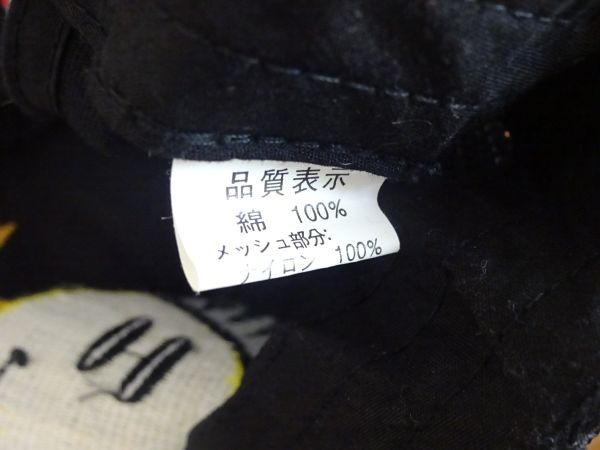 品質表示
綿 100%
メッシュ部分:
ナイロン 100%